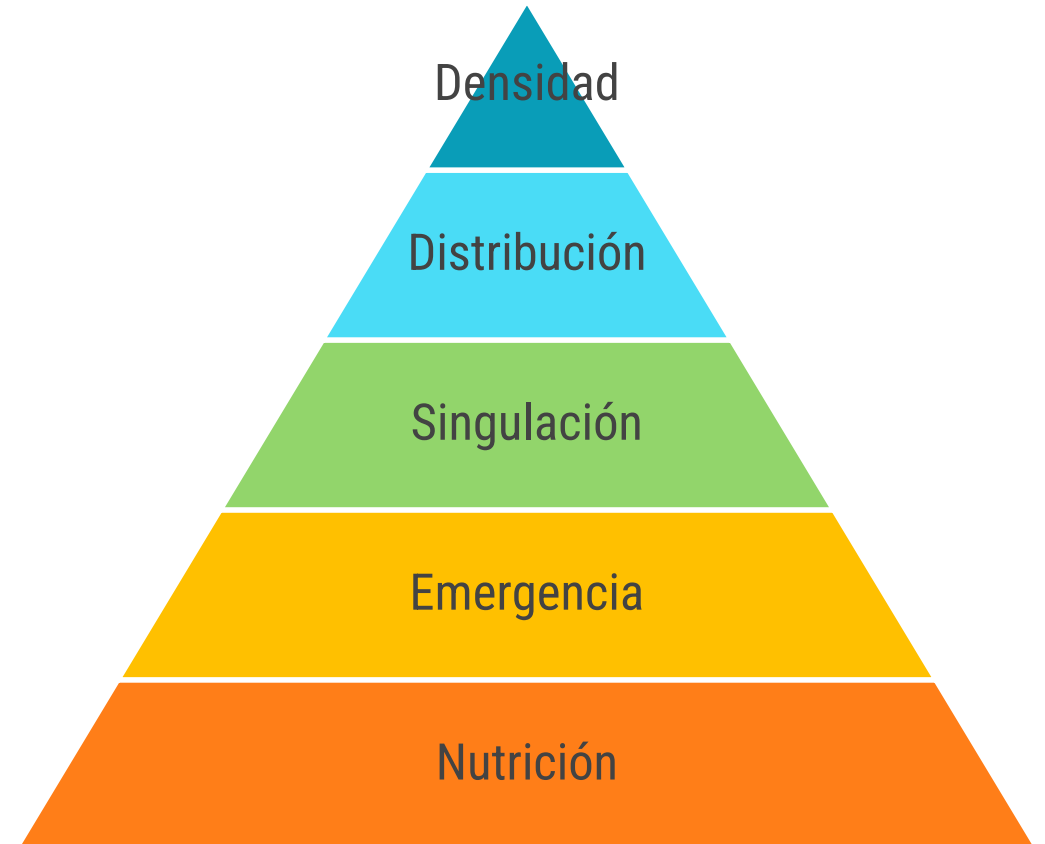 Densidad
Distribución
Singulación
Emergencia
Nutrición